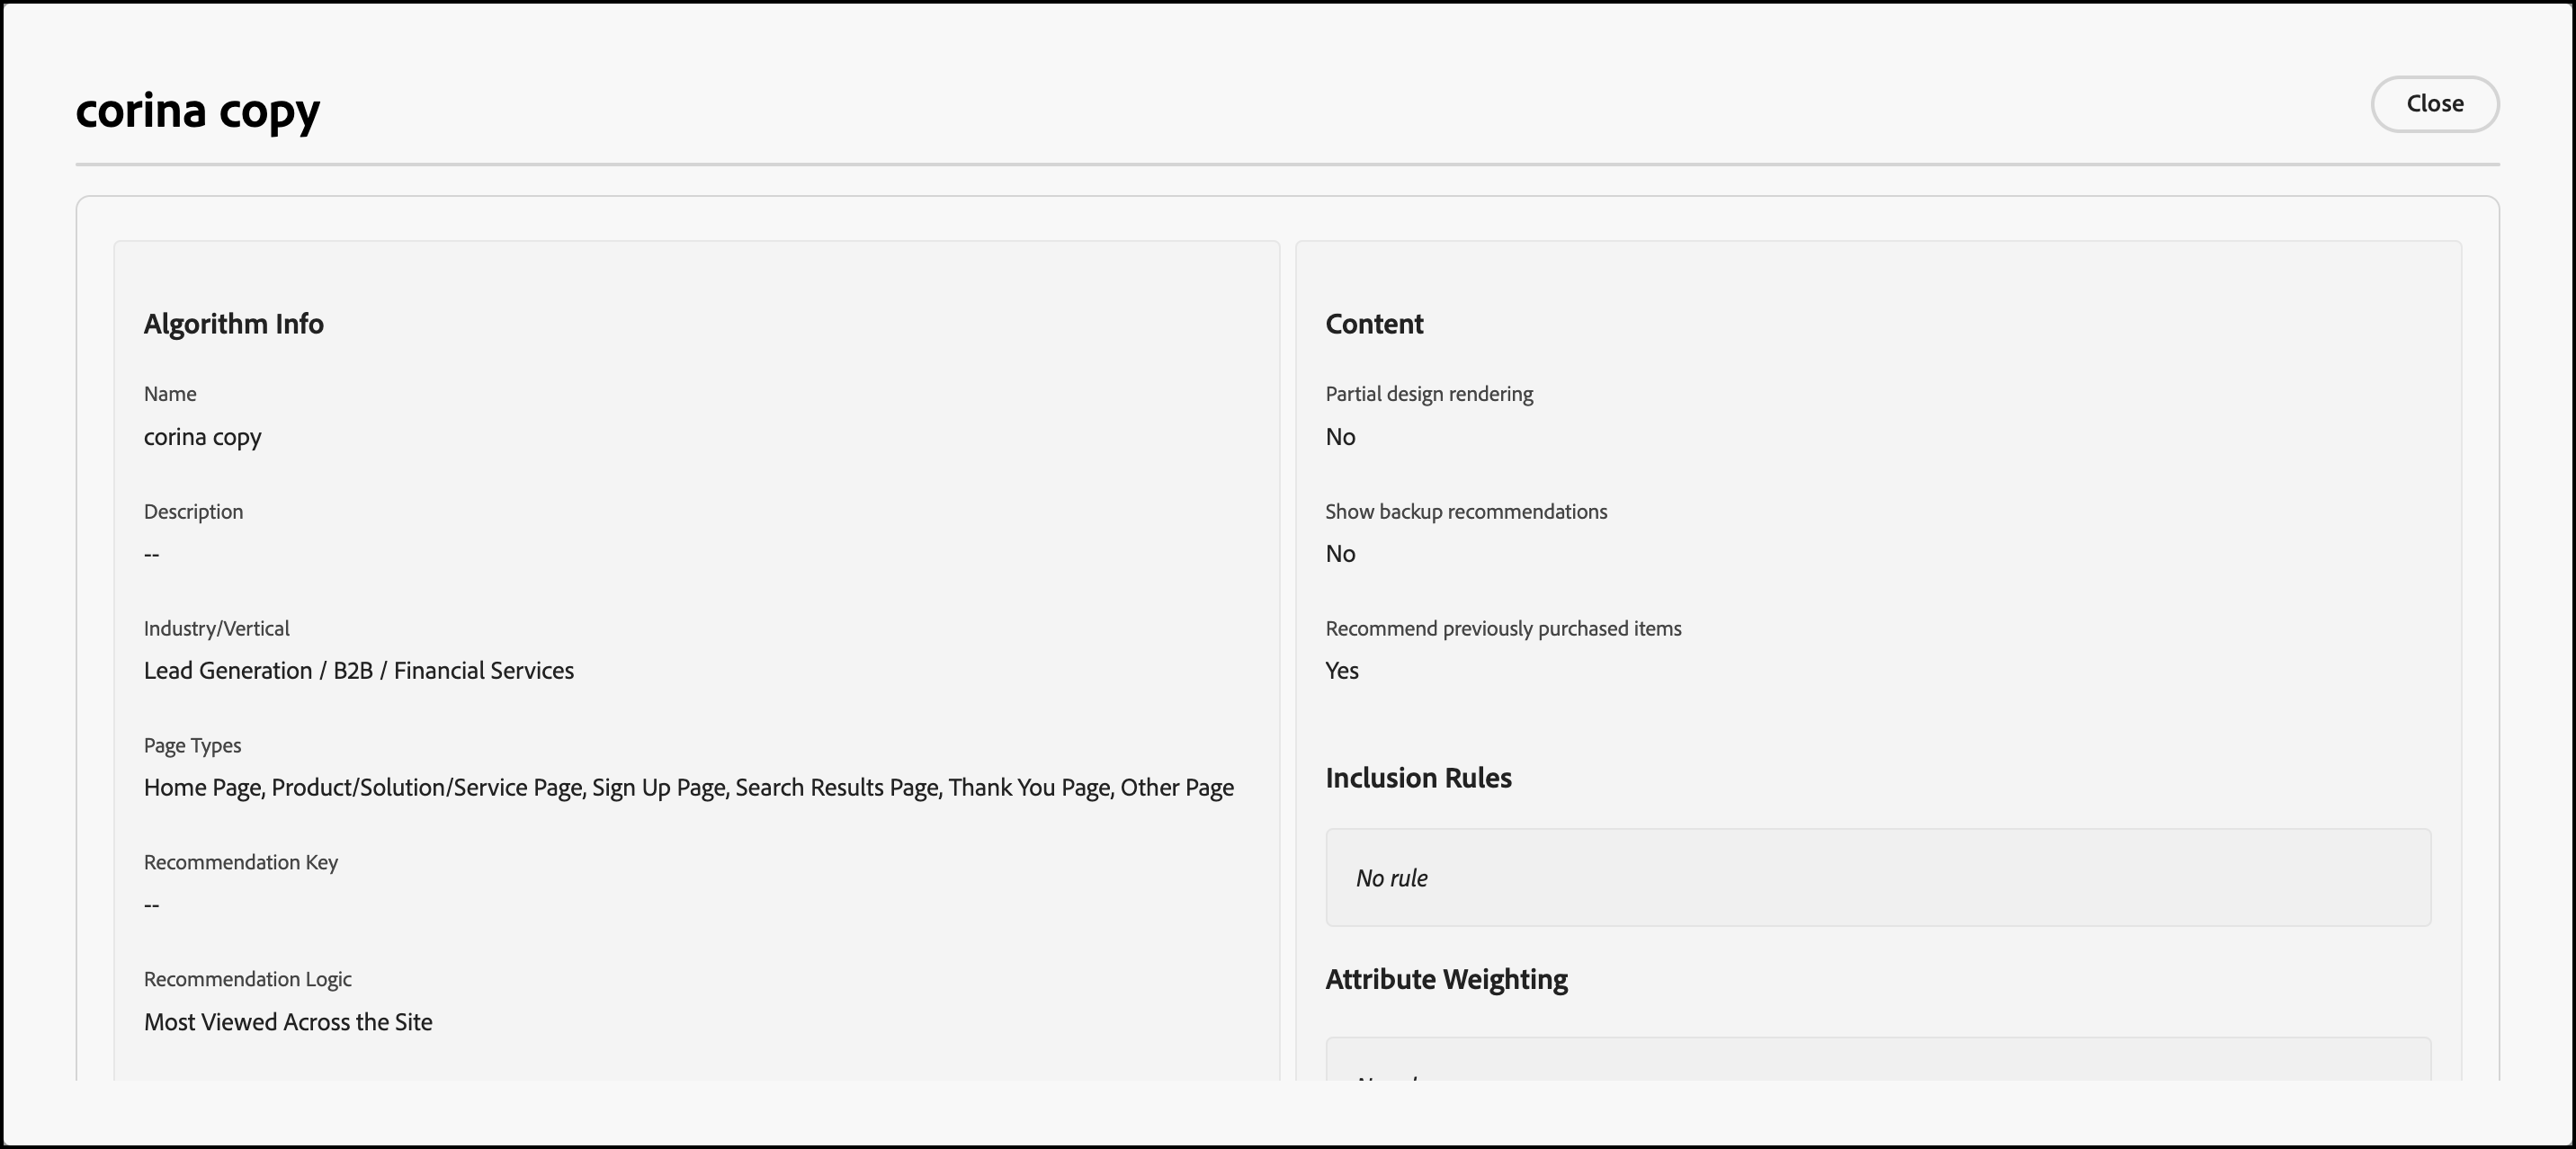 corina copy
Close
Algorithm Info
Name
corina copy
Description
--
Industry/Vertical
Lead Generation / B2B / Financial Services
Page Types
Home Page, Product/Solution/Service Page, Sign Up Page, Search Results Page, Thank You Page, Other Page
Recommendation Key
--
Recommendation Logic
Most Viewed Across the Site
Content
Partial design rendering
No
Show backup recommendations
No
Recommend previously purchased items
Yes
Inclusion Rules
No rule
Attribute Weighting